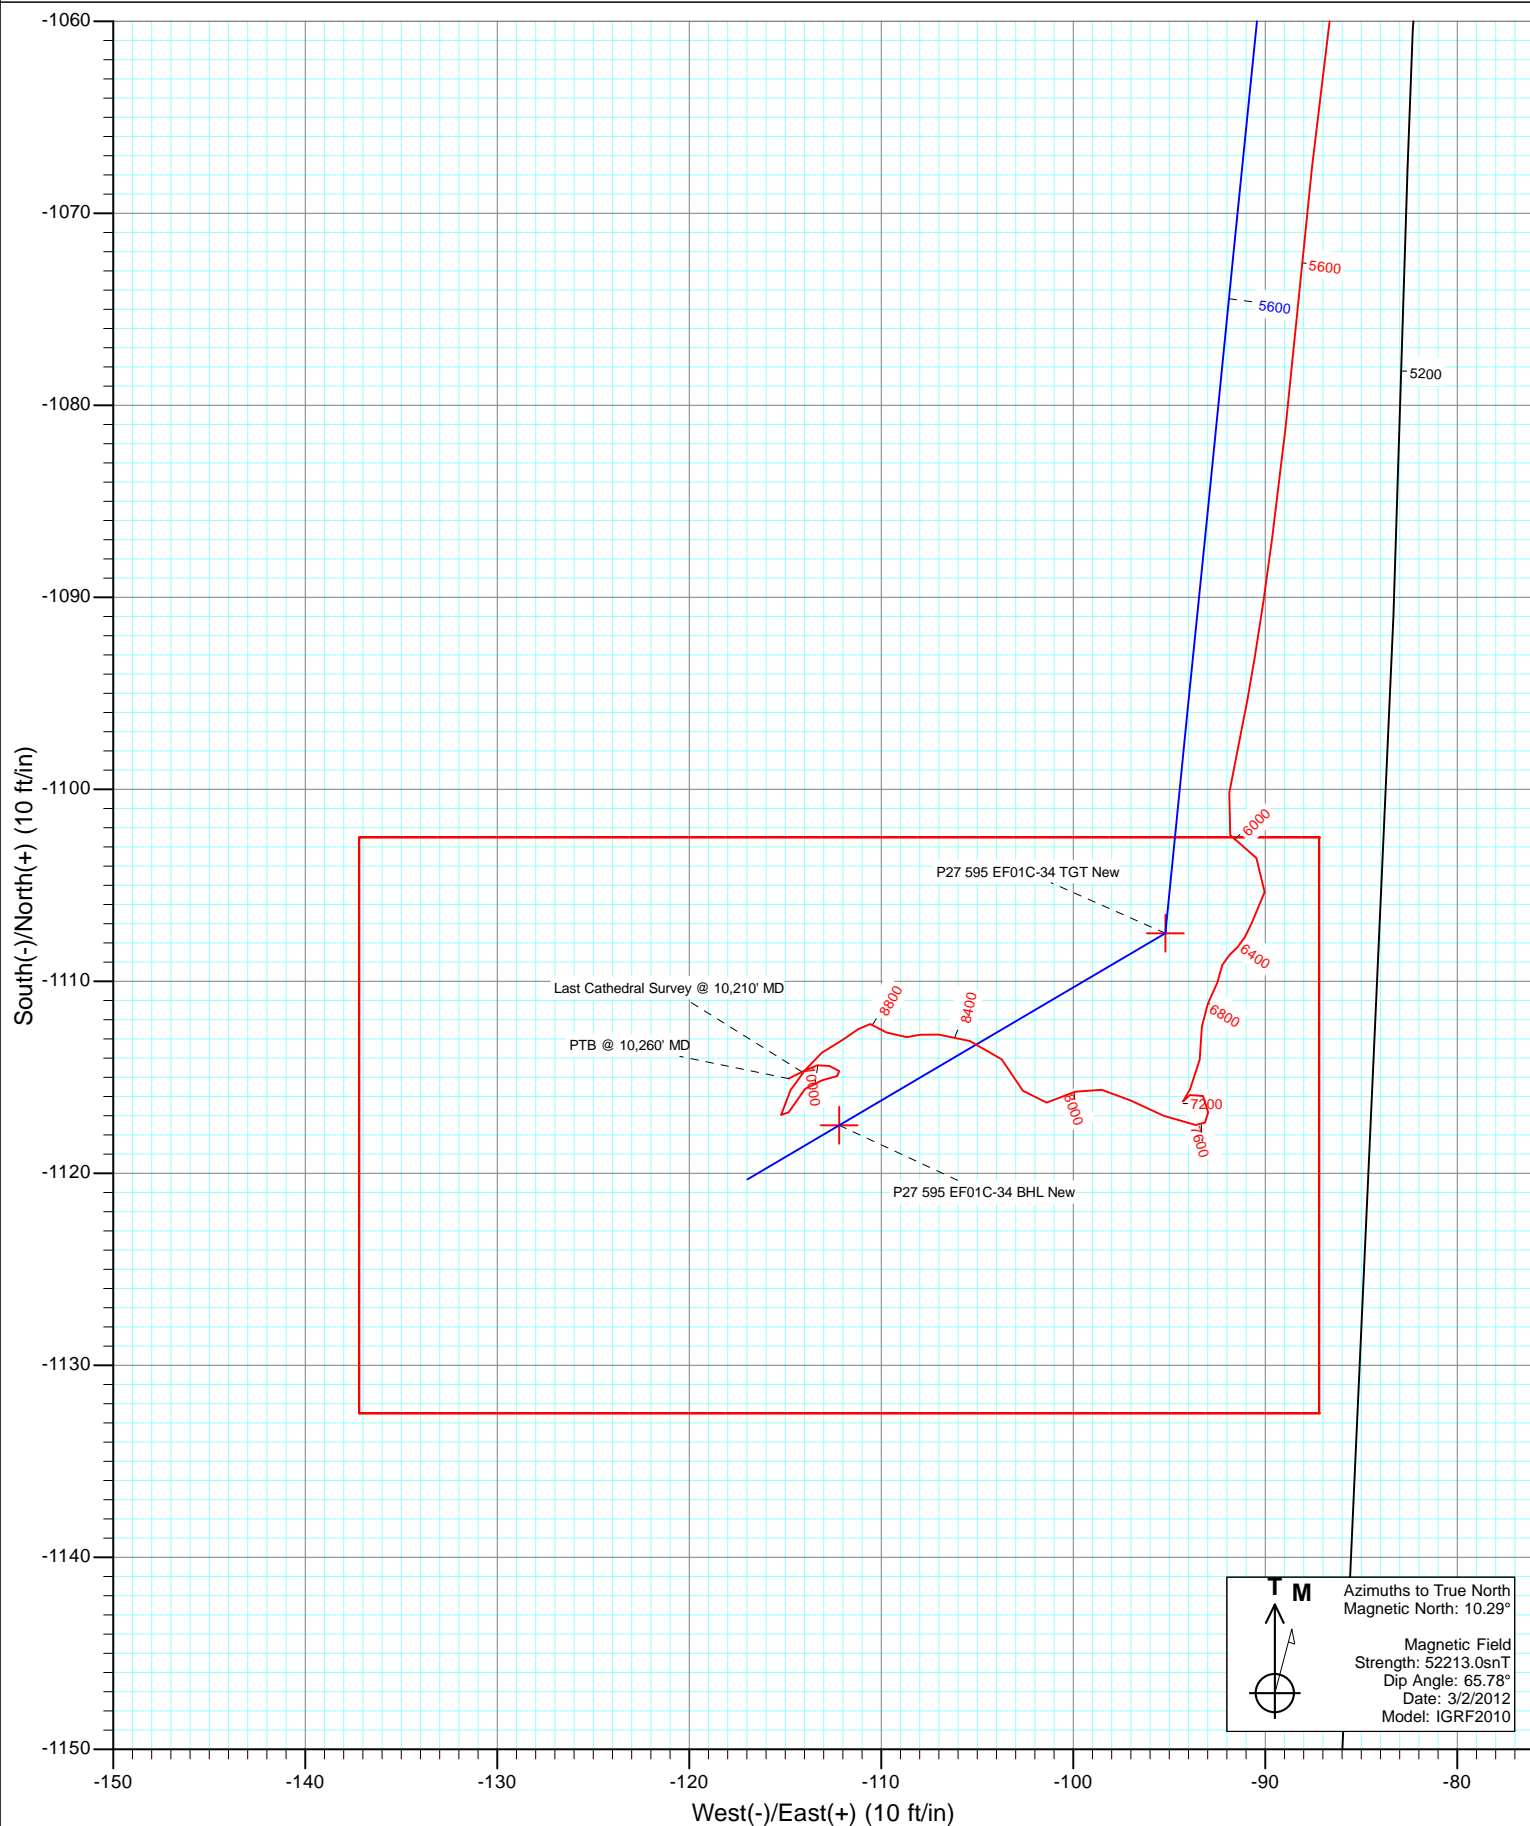 -1060
-1070
-1080
-1090
-1100
-1110
-1120
-1130
-1140
-1150
South(-)/North(+) (10 ft/in)
-150
-140
-130
-120
-110
-100
-90
-80
West(-)/East(+) (10 ft/in)
5600
5600
5200
6000
P27 595 EF01C-34 TGT New
6400
6800
7200
7600
8000
8400
8800
10000
Last Cathedral Survey @ 10,210' MD
PTB @ 10,260' MD
P27 595 EF01C-34 BHL New
T M
Azimuths to True North
Magnetic North: 10.29°
Magnetic Field
Strength: 52213.0snT
Dip Angle: 65.78°
Date: 3/2/2012
Model: IGRF2010